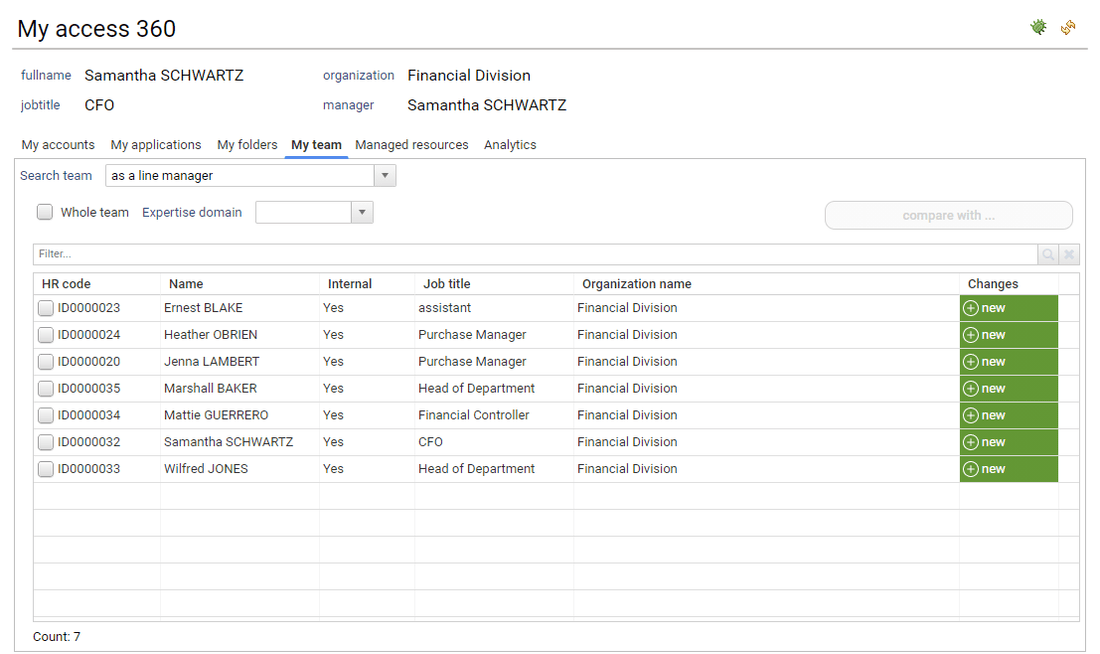 My access 360
fullname Samantha SCHWARTZ organization Financial Division
jobtitle CFO manager Samantha SCHWARTZ
My accounts My applications My folders My team Managed resources Analytics
Search team as a line manager
Whole team Expertise domain compare with ...
Filter...
HR code Name Internal Job title Organization name Changes
ID0000023 Ernest BLAKE Yes assistant Financial Division new
ID0000024 Heather OBRIEN Yes Purchase Manager Financial Division new
ID0000020 Jenna LAMBERT Yes Purchase Manager Financial Division new
ID0000035 Marshall BAKER Yes Head of Department Financial Division new
ID0000034 Mattie GUERRERO Yes Financial Controller Financial Division new
ID0000032 Samantha SCHWARTZ Yes CFO Financial Division new
ID0000033 Wilfred JONES Yes Head of Department Financial Division new
Count: 7